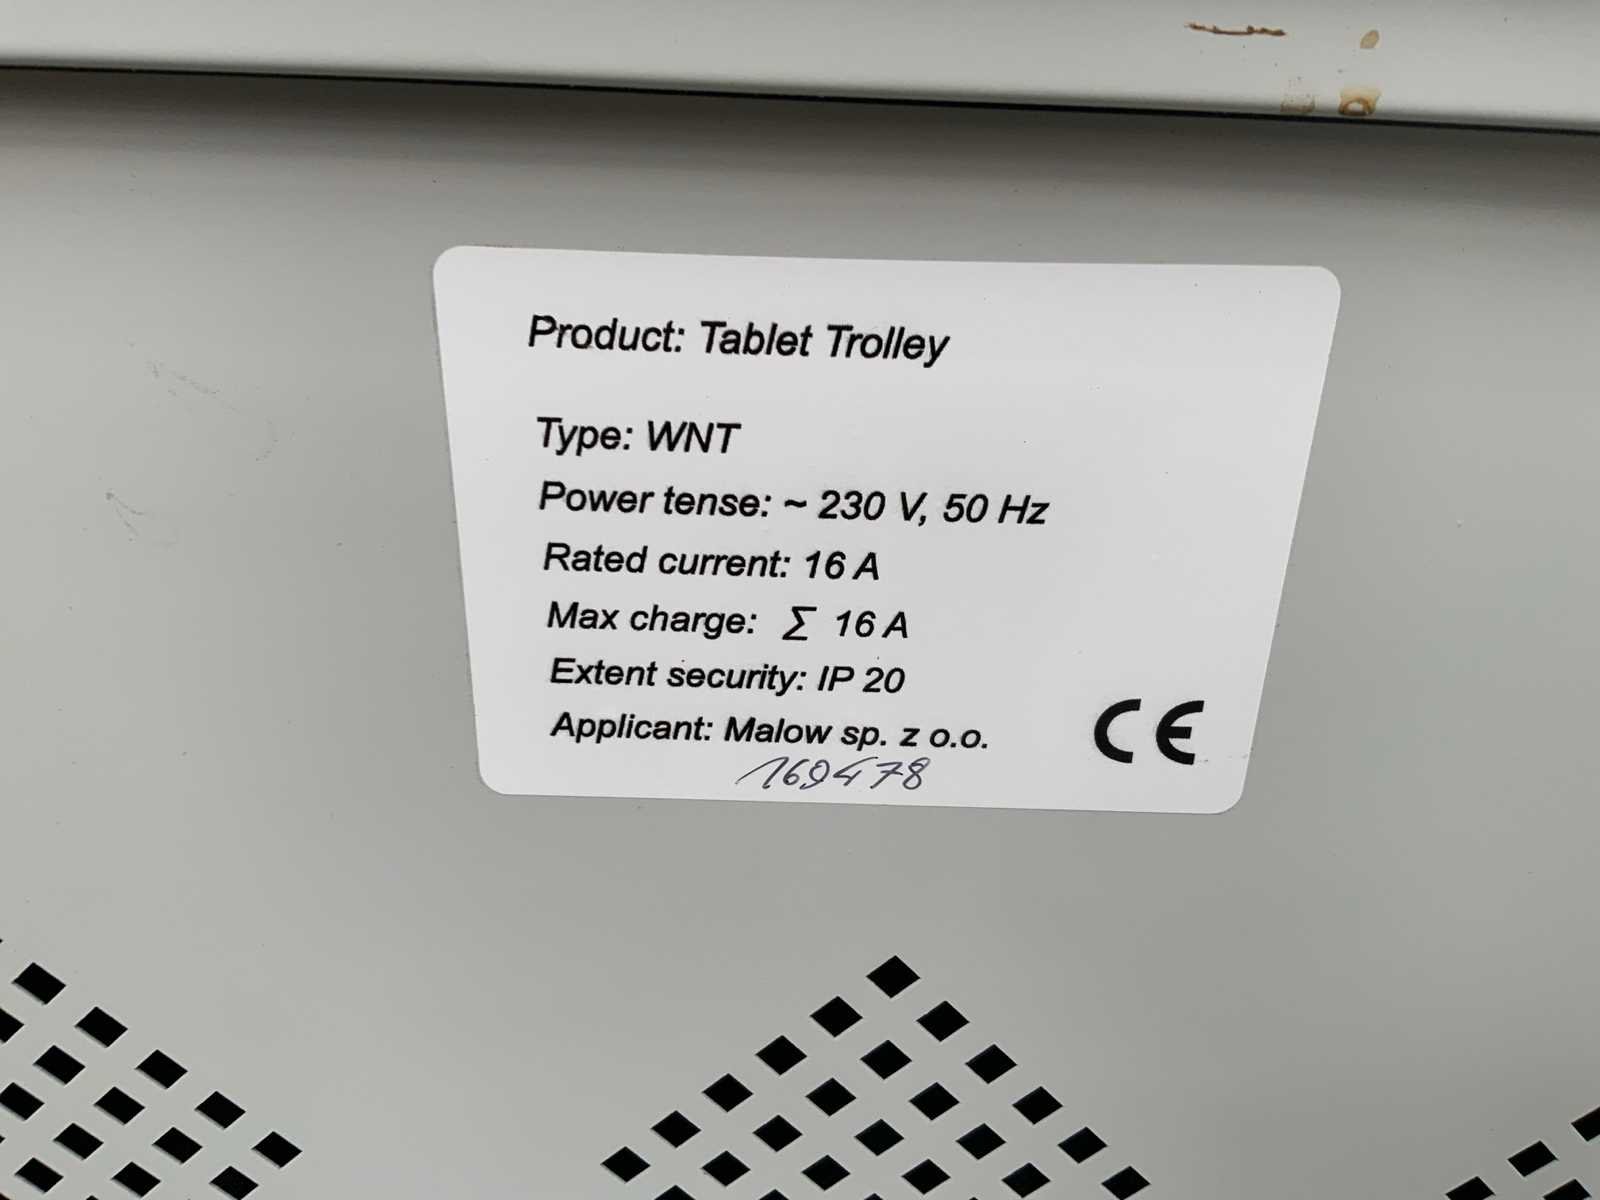 Product: Tablet Trolley
Type: WNT
Power tense: ~ 230 V, 50 Hz
Rated current: 16 A
Max charge: Σ 16 A
Extent security: IP 20
Applicant: Malow sp. z o.o.
CE
169478